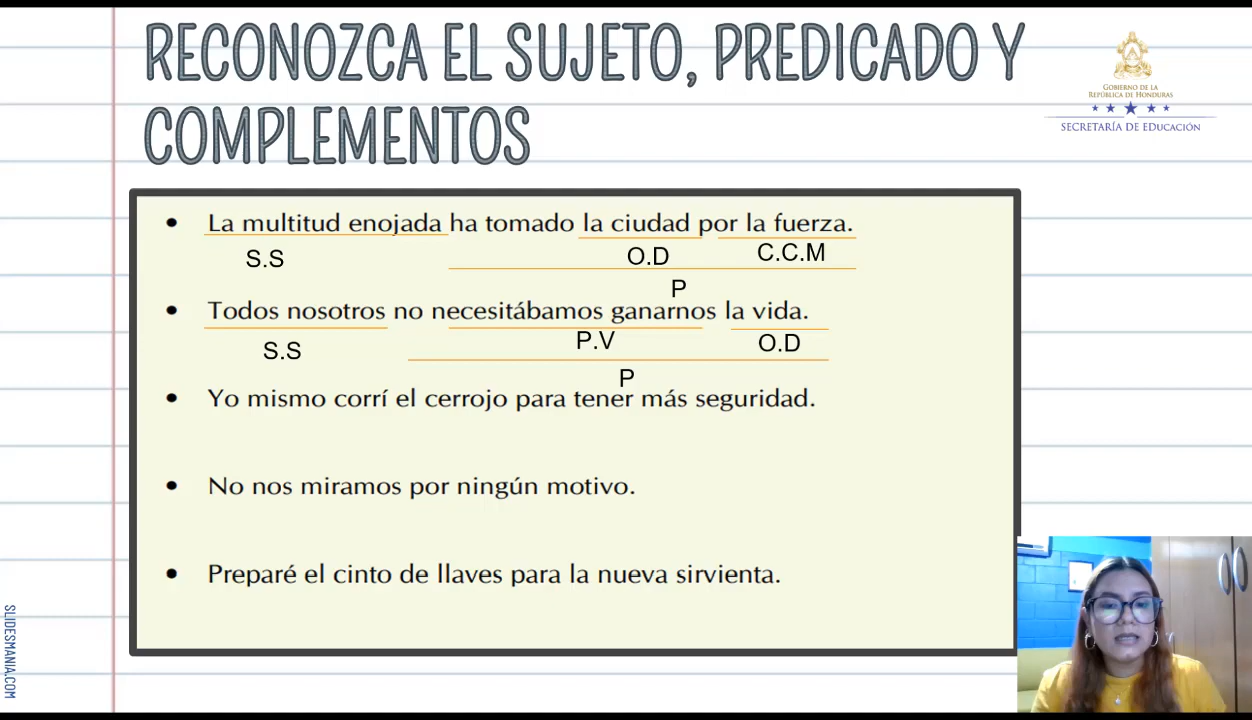 RECONOZCA EL SUJETO, PREDICADO Y
COMPLEMENTOS
GOBIERNO DE LA
REPÚBLICA DE HONDURAS
SECRETARÍA DE EDUCACIÓN
• La multitud enojada ha tomado la ciudad por la fuerza.
S.S O.D C.C.M
P
• Todos nosotros no necesitábamos ganarnos la vida.
S.S P.V O.D
P
• Yo mismo corrí el cerrojo para tener más seguridad.
• No nos miramos por ningún motivo.
• Preparé el cinto de llaves para la nueva sirvienta.
SLIDESMANIA.COM